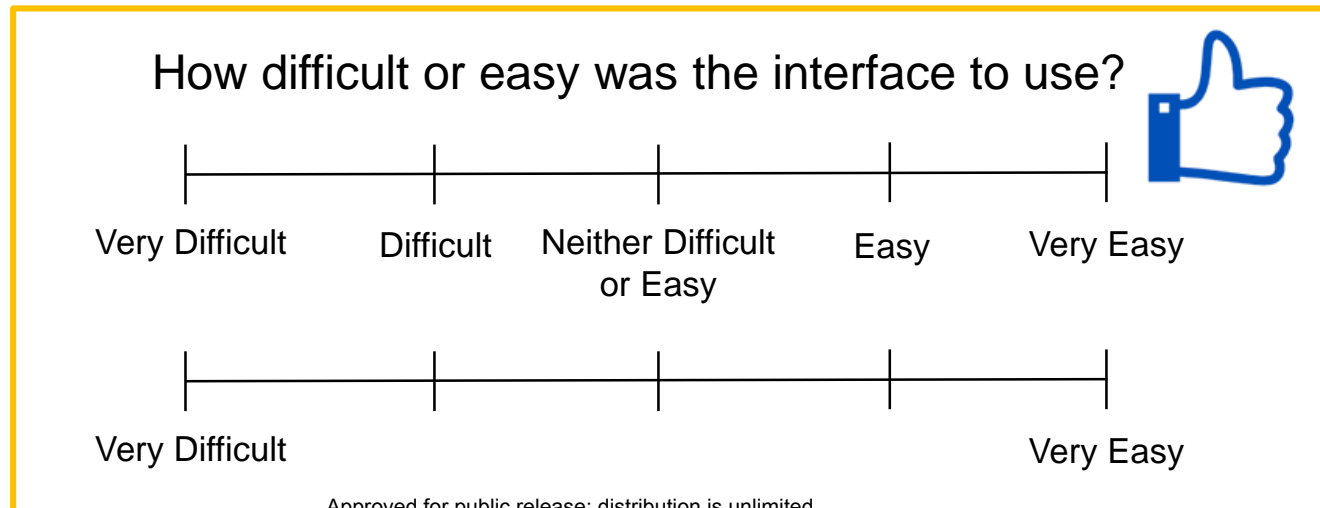 How difficult or easy was the interface to use?
Very Difficult Difficult Neither Difficult or Easy Easy Very Easy
Very Difficult Very Easy
Approved for public release; distribution is unlimited